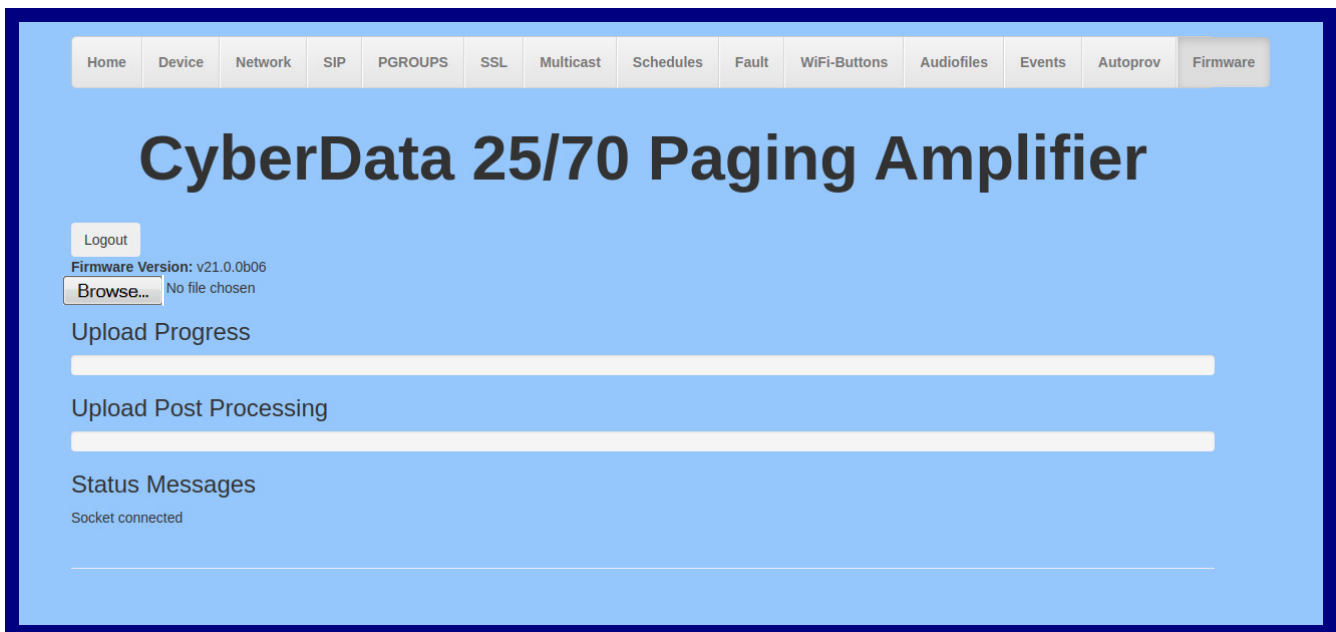 Home Device Network SIP PGROUPS SSL Multicast Schedules Fault WiFi-Buttons Audiofiles Events Autoprov Firmware
CyberData 25/70 Paging Amplifier
Logout
Firmware Version: v21.0.0b06
Browse... No file chosen
Upload Progress
Upload Post Processing
Status Messages
Socket connected